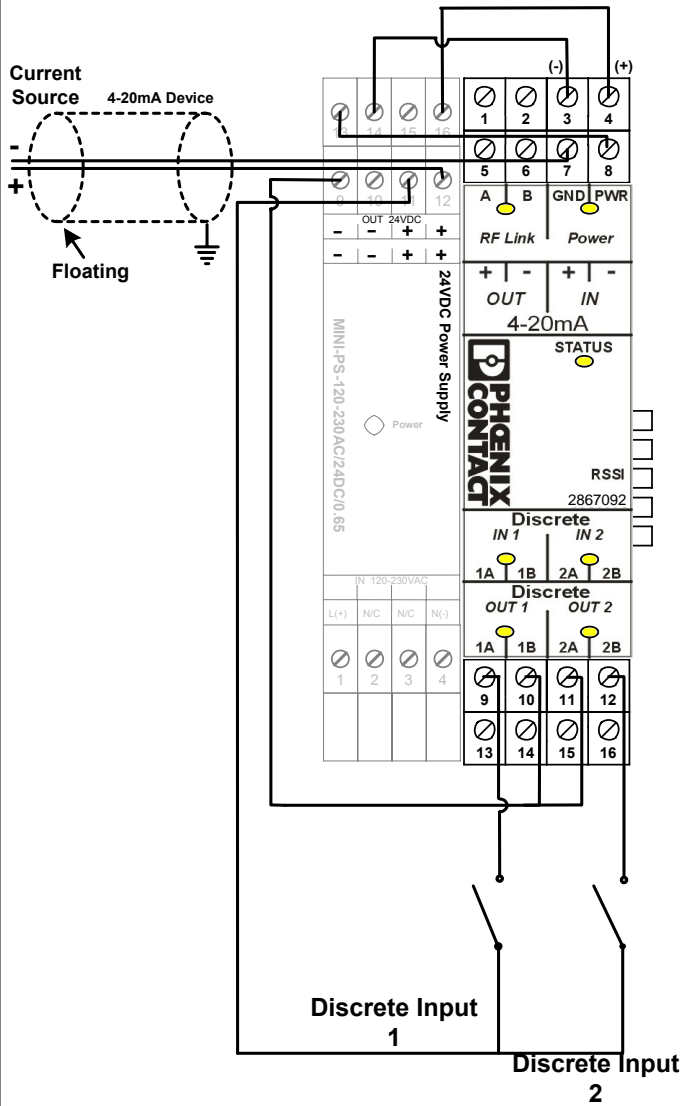 (-) (+)
Current
Source
4-20mA Device
-
+
Floating
13 14 15 16
9 10 11 12
OUT 24VDC
- - + +
- - + +
24VDC Power Supply
MINI-PS-120-230AC/24DC/0.65
Power
IN 120-230VAC
L(+) N/C N/C N(-)
1 2 3 4
1 2 3 4
5 6 7 8
A B GND PWR
RF Link Power
+ - + -
OUT IN
4-20mA
STATUS
PHŒNIX
CONTACT
RSSI
2867092
Discrete
IN 1 IN 2
1A 1B 2A 2B
Discrete
OUT 1 OUT 2
1A 1B 2A 2B
9 10 11 12
13 14 15 16
Discrete Input
1
Discrete Input
2